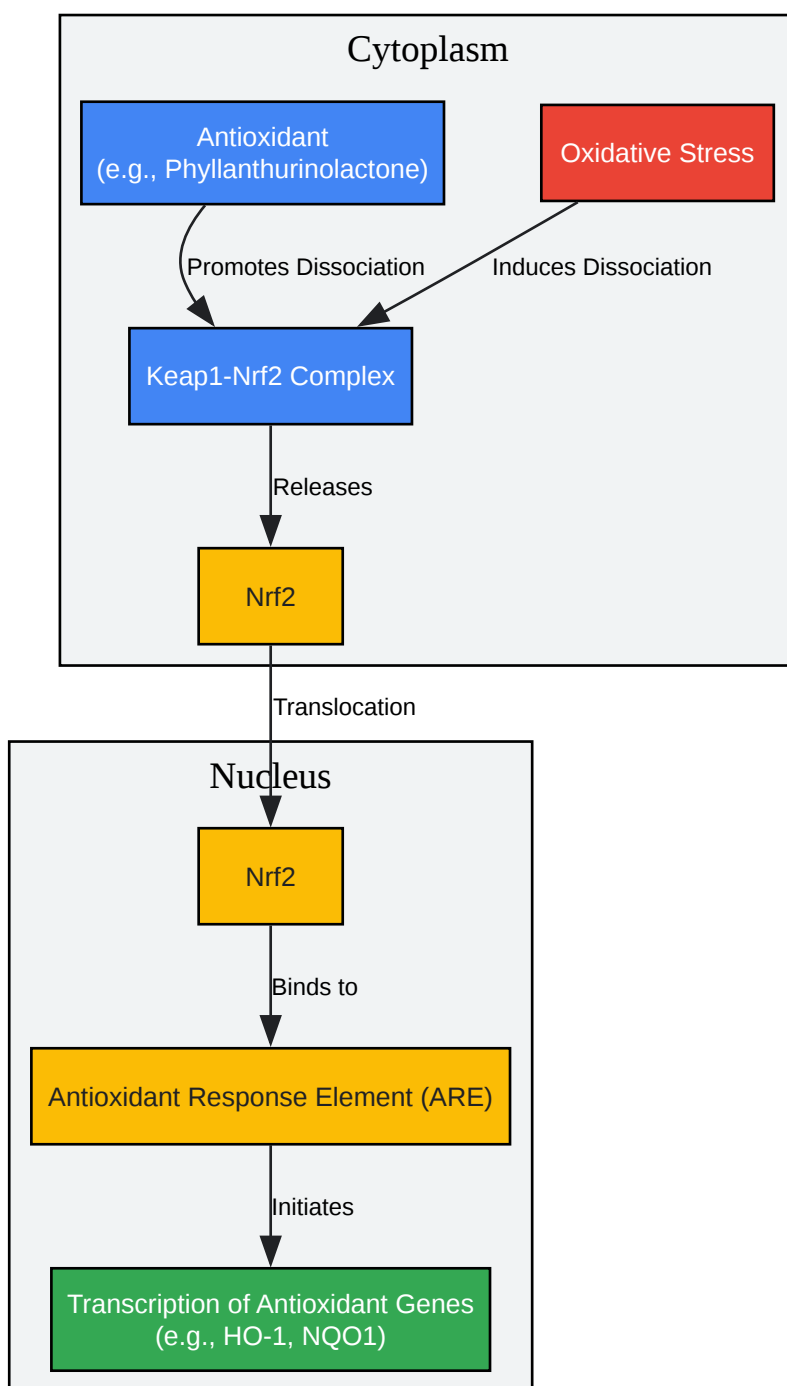 Cytoplasm
Antioxidant
(e.g., Phyllanthurinolactone)
Oxidative Stress
Promotes Dissociation
Induces Dissociation
Keap1-Nrf2 Complex
Releases
Nrf2
Translocation
Nucleus
Nrf2
Binds to
Antioxidant Response Element (ARE)
Initiates
Transcription of Antioxidant Genes
(e.g., HO-1, NQO1)